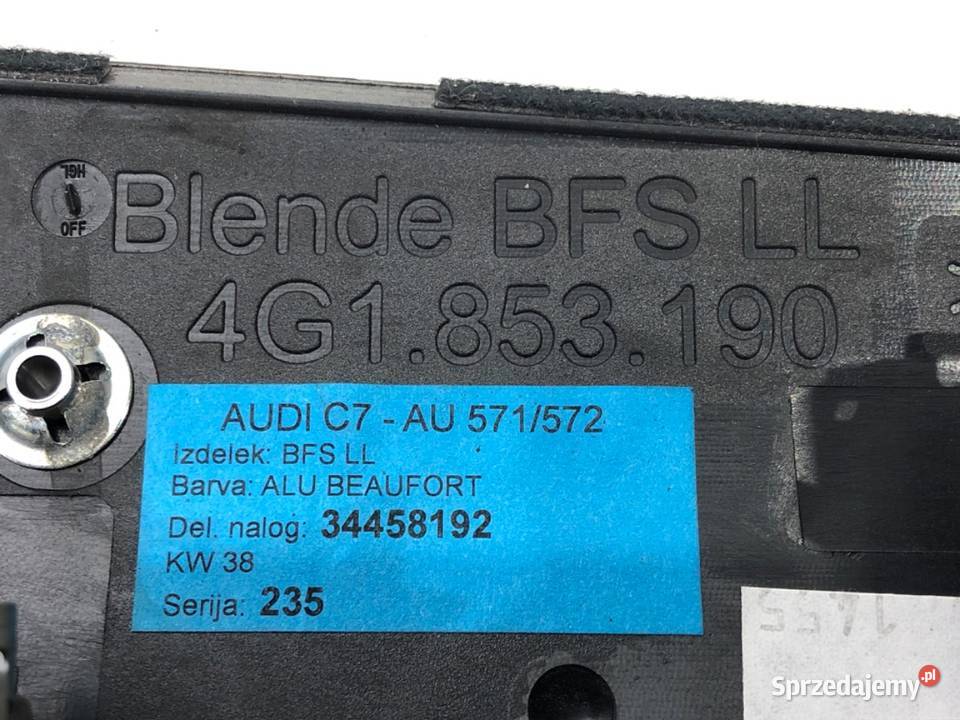 HGL
OFF
Blende BFS LL
4G1.853.190
AUDI C7 - AU 571/572
Izdelek: BFS LL
Barva: ALU BEAUFORT
Del. nalog: 34458192
KW 38
Serija: 235
Sprzedajemy.pl